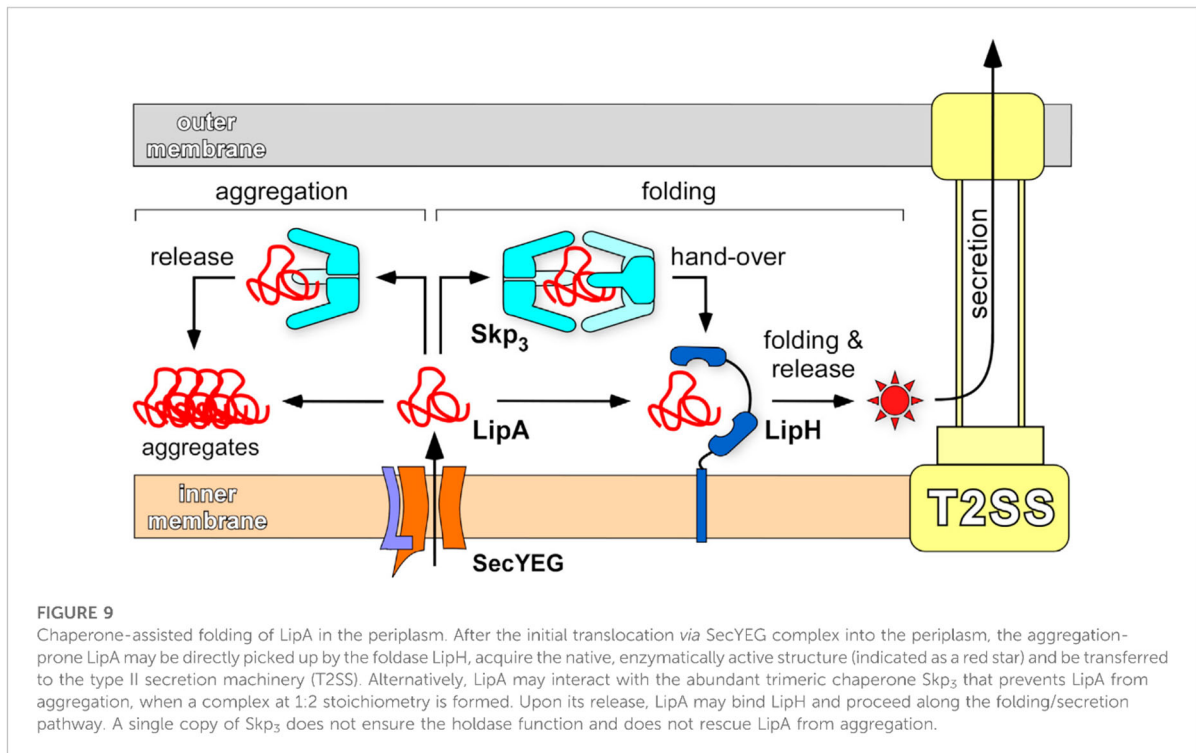 outer
membrane
aggregation
folding
release
hand-over
Skp₃
folding &
release
secretion
aggregates
LipA
LipH
inner
membrane
SecYEG
T2SS
FIGURE 9
Chaperone-assisted folding of LipA in the periplasm. After the initial translocation via SecYEG complex into the periplasm, the aggregation-
prone LipA may be directly picked up by the foldase LipH, acquire the native, enzymatically active structure (indicated as a red star) and be transferred
to the type II secretion machinery (T2SS). Alternatively, LipA may interact with the abundant trimeric chaperone Skp₃ that prevents LipA from
aggregation, when a complex at 1:2 stoichiometry is formed. Upon its release, LipA may bind LipH and proceed along the folding/secretion
pathway. A single copy of Skp₃ does not ensure the holdase function and does not rescue LipA from aggregation.